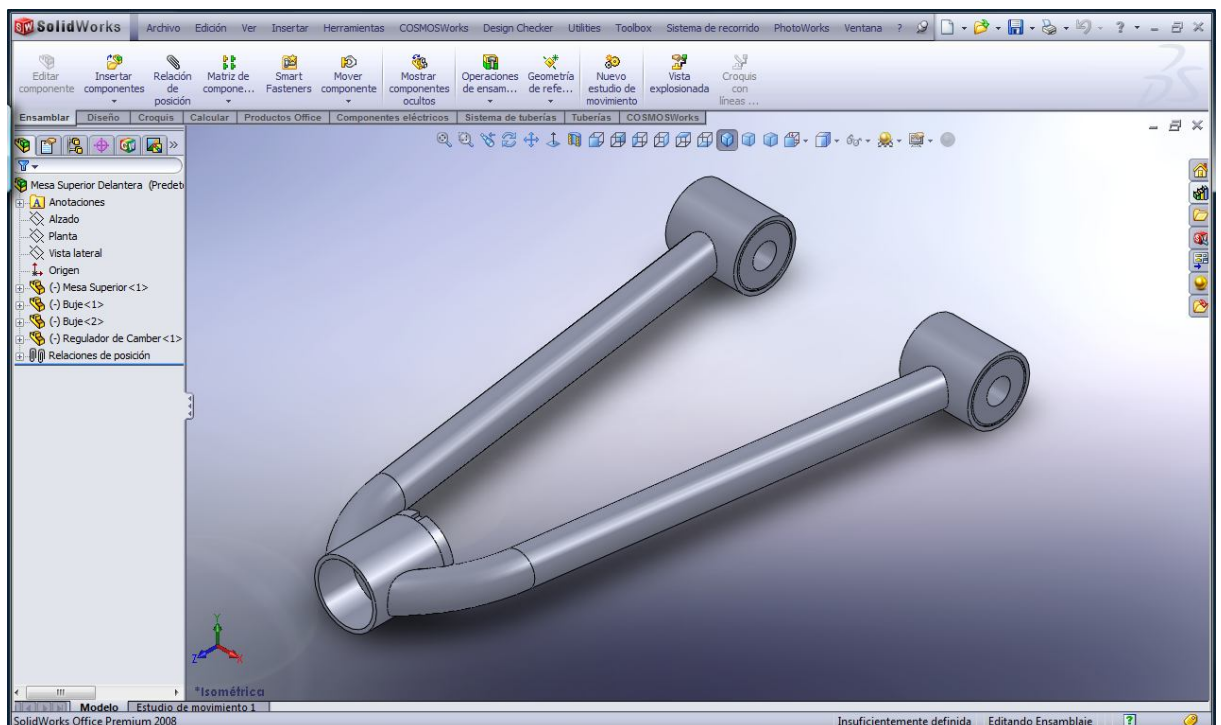 SolidWorks Archivo Edición Ver Insertar Herramientas COSMOSWorks Design Checker Utilities Toolbox Sistema de recorrido PhotoWorks Ventana ?
Editar componente
Insertar componentes
Relación de posición
Matriz de compone...
Smart Fasteners
Mover componente
Mostrar componentes ocultos
Operaciones de ensam...
Geometría de refe...
Nuevo estudio de movimiento
Vista explosionada
Croquis con líneas ...
Ensamblar Diseño Croquis Calcular Productos Office Componentes eléctricos Sistema de tuberías Tuberías COSMOSWorks
Mesa Superior Delantera (Predet
Anotaciones
Alzado
Planta
Vista lateral
Origen
(-) Mesa Superior<1>
(-) Buje<1>
(-) Buje<2>
(-) Regulador de Camber<1>
Relaciones de posición
Y
Z
X
*Isométrica
Modelo Estudio de movimiento 1
SolidWorks Office Premium 2008 Insuficientemente definida Editando Ensamblaje ?